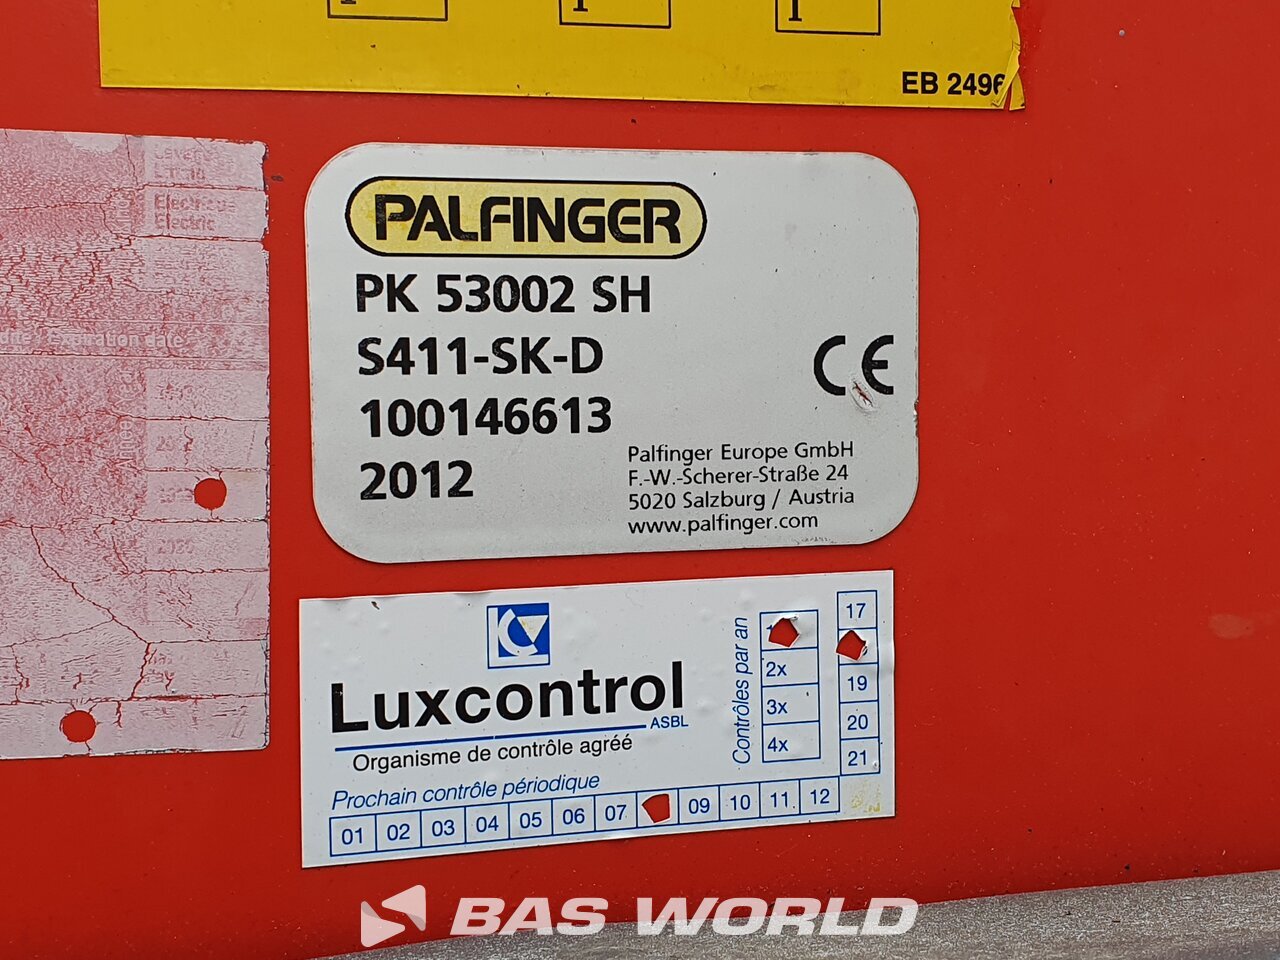 EB 2496
Electric
Expiration date
PALFINGER
PK 53002 SH
S411-SK-D
100146613
2012
CE
Palfinger Europe GmbH
F.-W.-Scherer-Straße 24
5020 Salzburg / Austria
www.palfinger.com
Luxcontrol
ASBL
Organisme de contrôle agréé
Prochain contrôle périodique
01 02 03 04 05 06 07 09 10 11 12
Contrôles par an
2x
3x
4x
17
19
20
21
BAS WORLD